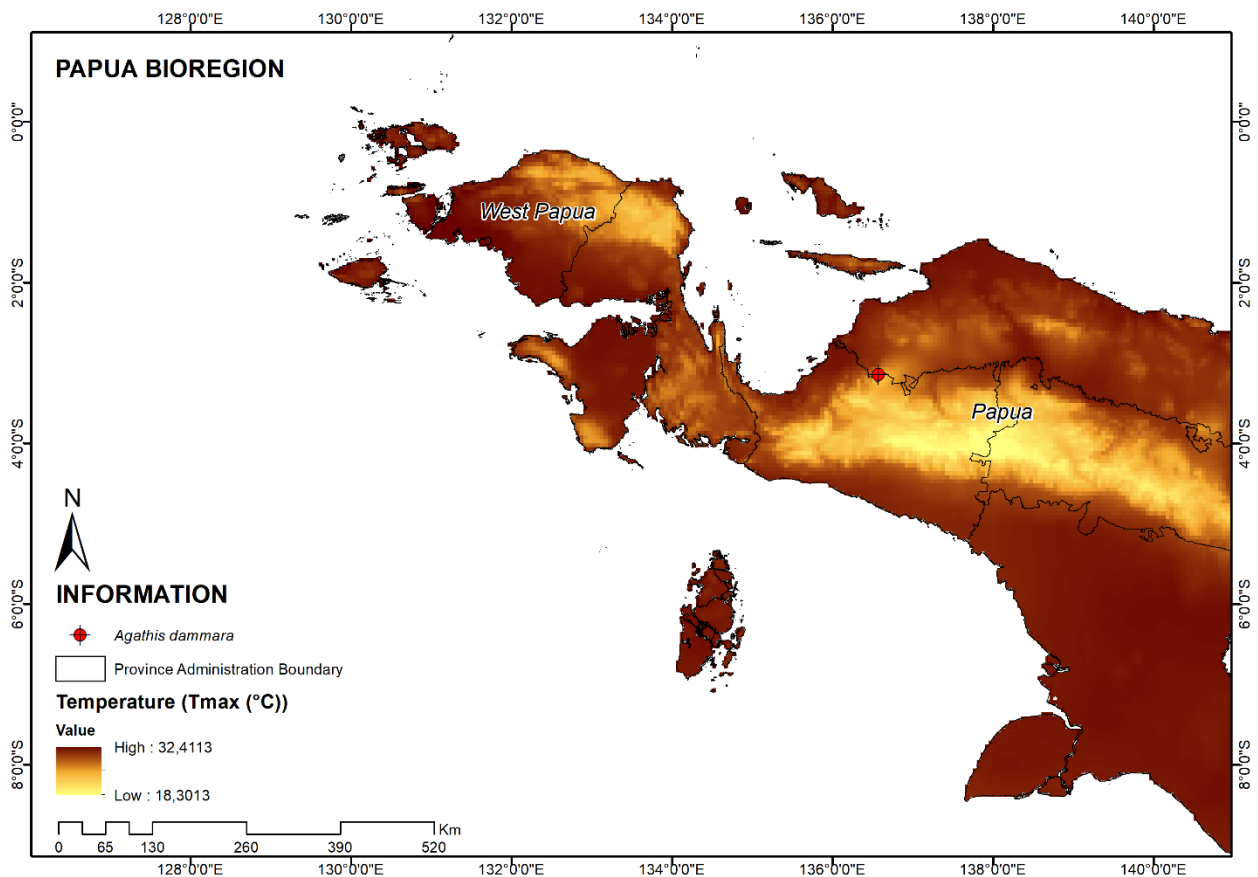 128°0'0"E 130°0'0"E 132°0'0"E 134°0'0"E 136°0'0"E 138°0'0"E 140°0'0"E
PAPUA BIOREGION
0°0'0"
0°0'0"
West Papua
2°0'0"S
2°0'0"S
Papua
4°0'0"S
4°0'0"S
N
INFORMATION
6°0'0"S
6°0'0"S
Agathis dammara
Province Administration Boundary
Temperature (Tmax (°C))
Value
High : 32,4113
8°0'0"S
8°0'0"S
Low : 18,3013
Km
0 65 130 260 390 520
128°0'0"E 130°0'0"E 132°0'0"E 134°0'0"E 136°0'0"E 138°0'0"E 140°0'0"E